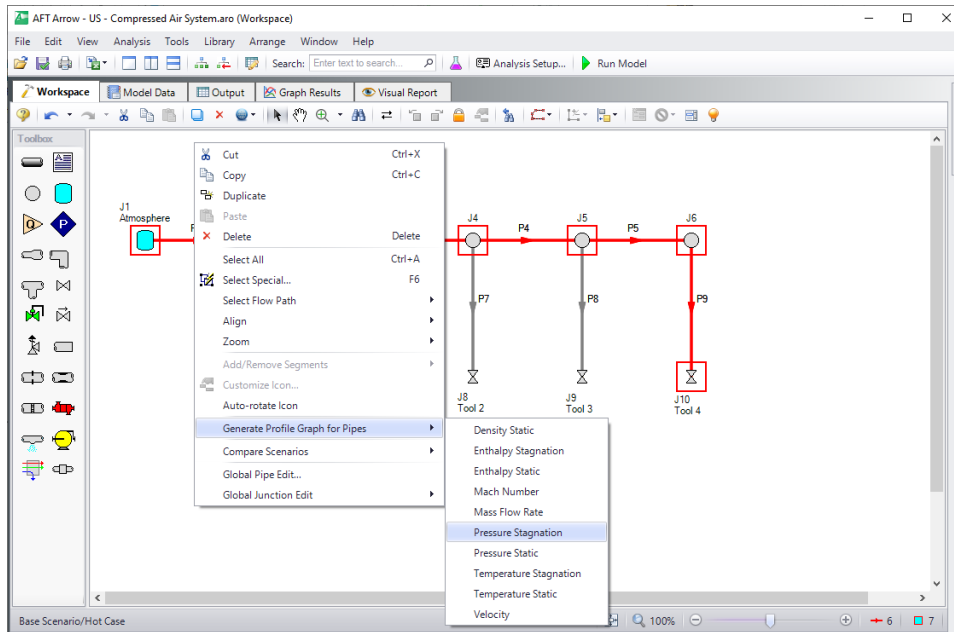 AFT Arrow - US - Compressed Air System.aro (Workspace)
File Edit View Analysis Tools Library Arrange Window Help
Search: Enter text to search... Analysis Setup... Run Model
Workspace Model Data Output Graph Results Visual Report
Toolbox
J1
Atmosphere
Cut Ctrl+X
Copy Ctrl+C
Duplicate
Paste
Delete Delete
Select All Ctrl+A
Select Special... F6
Select Flow Path
Align
Zoom
Add/Remove Segments
Customize Icon...
Auto-rotate Icon
Generate Profile Graph for Pipes
Compare Scenarios
Global Pipe Edit...
Global Junction Edit
J4 P4 J5 P5 J6
P7 P8 P9
J8
Tool 2
J9
Tool 3
J10
Tool 4
Density Static
Enthalpy Stagnation
Enthalpy Static
Mach Number
Mass Flow Rate
Pressure Stagnation
Pressure Static
Temperature Stagnation
Temperature Static
Velocity
Base Scenario/Hot Case 100% 6 7